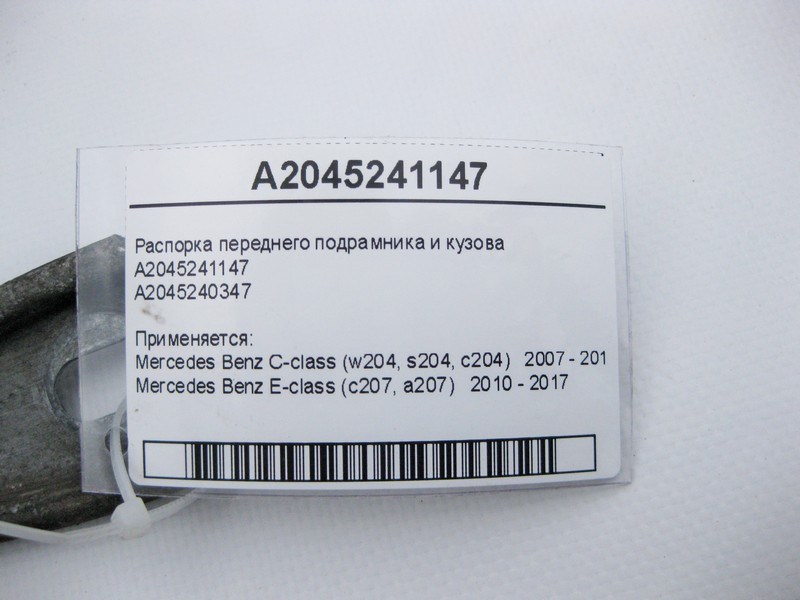 A2045241147
Распорка переднего подрамника и кузова
A2045241147
A2045240347
Применяется:
Mercedes Benz C-class (w204, s204, c204) 2007 - 201
Mercedes Benz E-class (c207, a207) 2010 - 2017